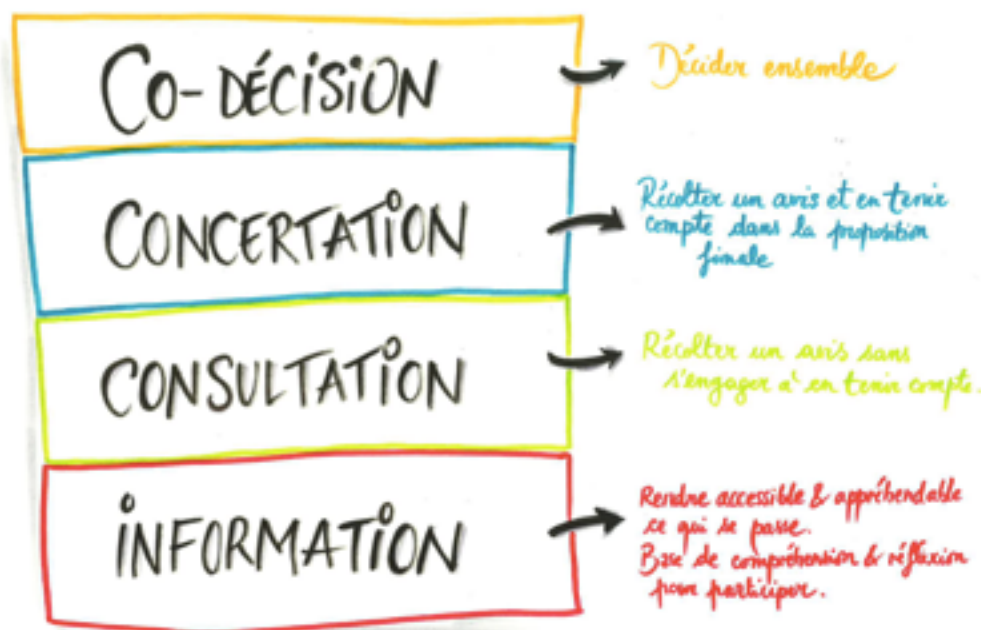 CO-DÉCISION
Décider ensemble
CONCERTATION
Récolter un avis et en tenir
compte dans la proposition
finale
CONSULTATION
Récolter un avis sans
s'engager à en tenir compte.
INFORMATION
Rendre accessible & appréhendable
ce qui se passe.
Base de compréhension & réflexion
pour participer.